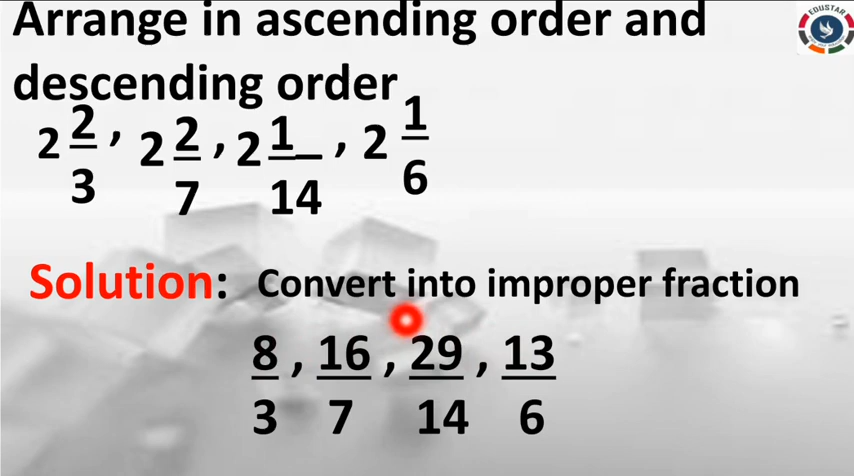 Arrange in ascending order and
descending order
2 2/3 , 2 2/7 , 2 1/14 , 2 1/6
Solution: Convert into improper fraction
8/3 , 16/7 , 29/14 , 13/6
EDUSTAR